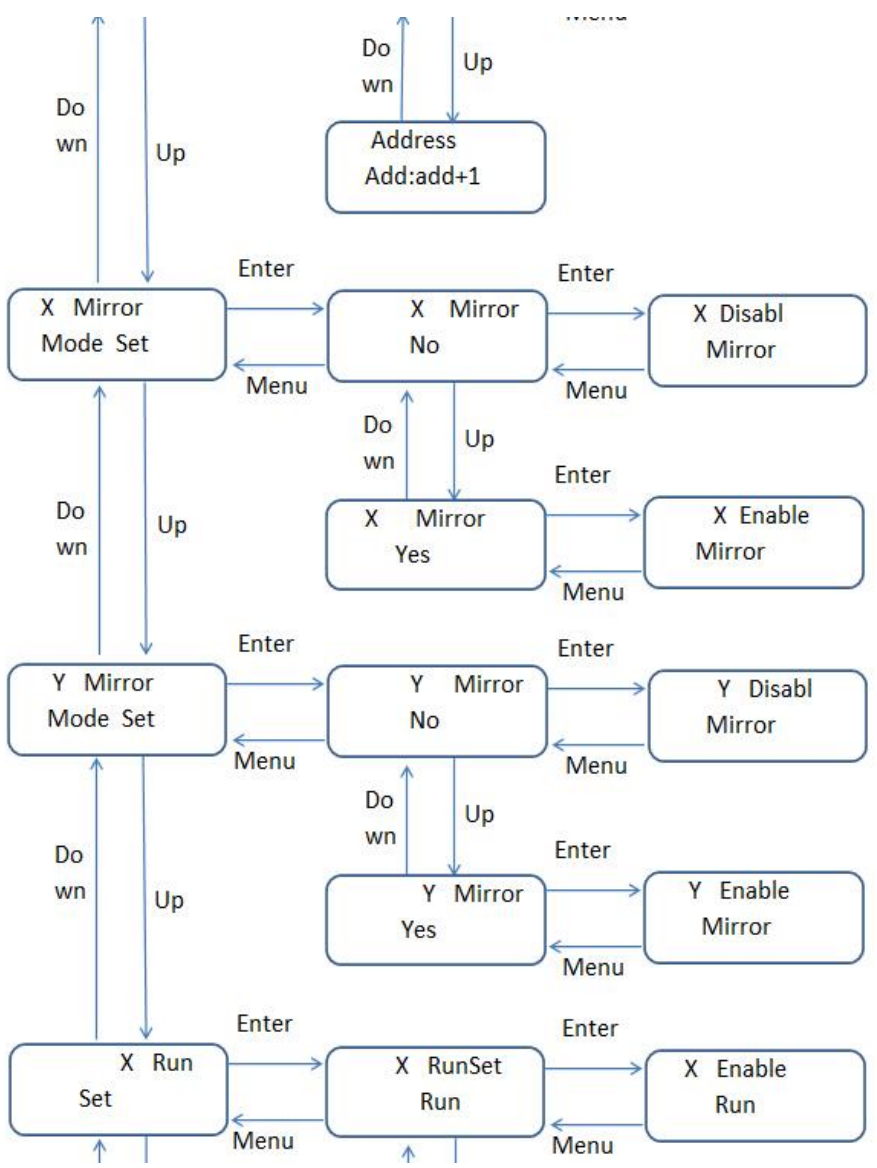 Do
wn
Up
Do
wn
Up
Address
Add:add+1
Enter
Enter
X Mirror
Mode Set
X Mirror
No
X Disabl
Mirror
Menu
Menu
Do
wn
Up
Do
wn
Up
Enter
X Mirror
Yes
X Enable
Mirror
Menu
Enter
Enter
Y Mirror
Mode Set
Y Mirror
No
Y Disabl
Mirror
Menu
Menu
Do
wn
Up
Do
wn
Up
Enter
Y Mirror
Yes
Y Enable
Mirror
Menu
Enter
Enter
X Run
Set
X RunSet
Run
X Enable
Run
Menu
Menu